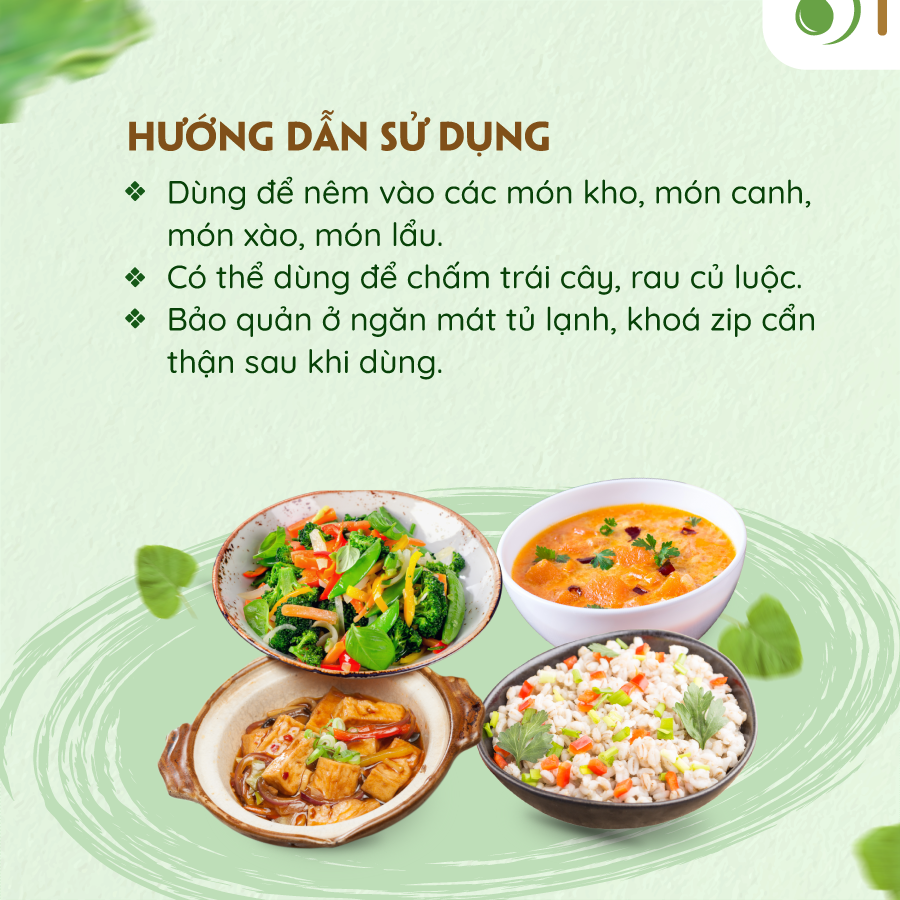 HƯỚNG DẪN SỬ DỤNG
❖ Dùng để nêm vào các món kho, món canh,
món xào, món lẩu.
❖ Có thể dùng để chấm trái cây, rau củ luộc.
❖ Bảo quản ở ngăn mát tủ lạnh, khoá zip cẩn
thận sau khi dùng.